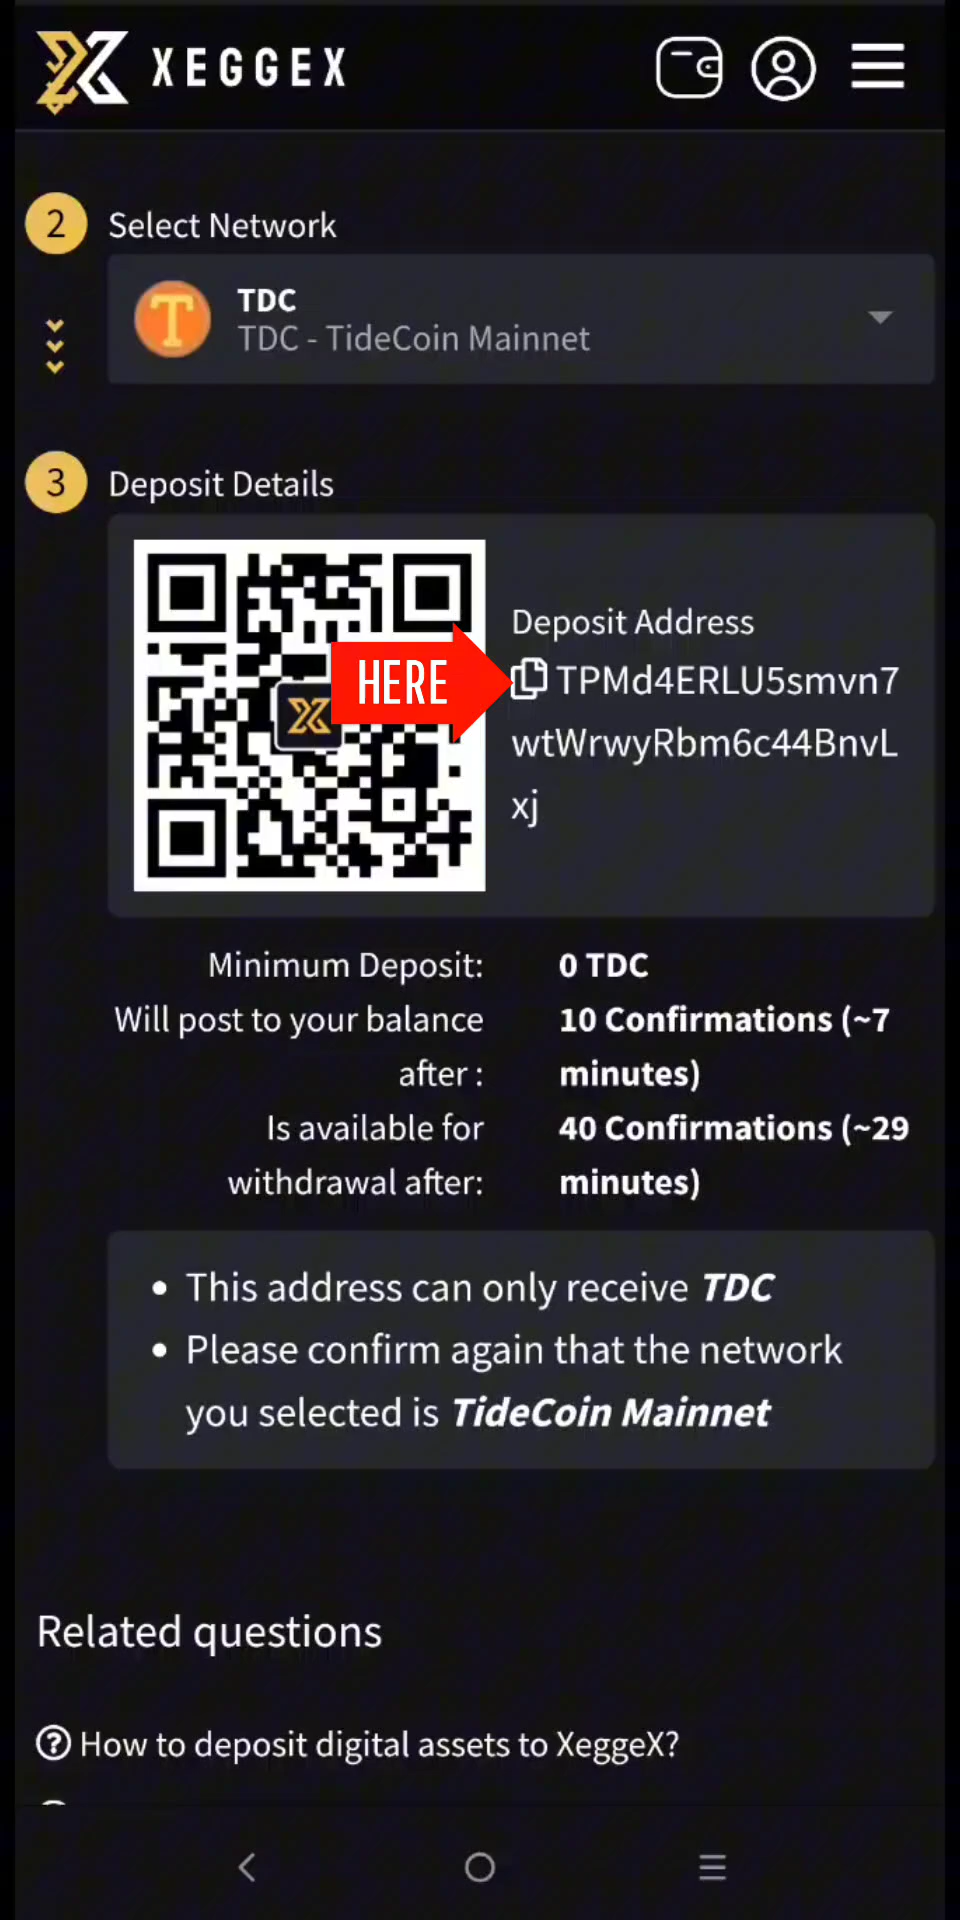 XEGGEX
2 Select Network
T
TDC
TDC - TideCoin Mainnet
3 Deposit Details
Deposit Address
HERE
TPMd4ERLU5smvn7
wtWrwyRbm6c44BnvL
xj
Minimum Deposit: 0 TDC
Will post to your balance 10 Confirmations (~7
after : minutes)
Is available for 40 Confirmations (~29
withdrawal after: minutes)
• This address can only receive TDC
• Please confirm again that the network
you selected is TideCoin Mainnet
Related questions
How to deposit digital assets to XeggeX?